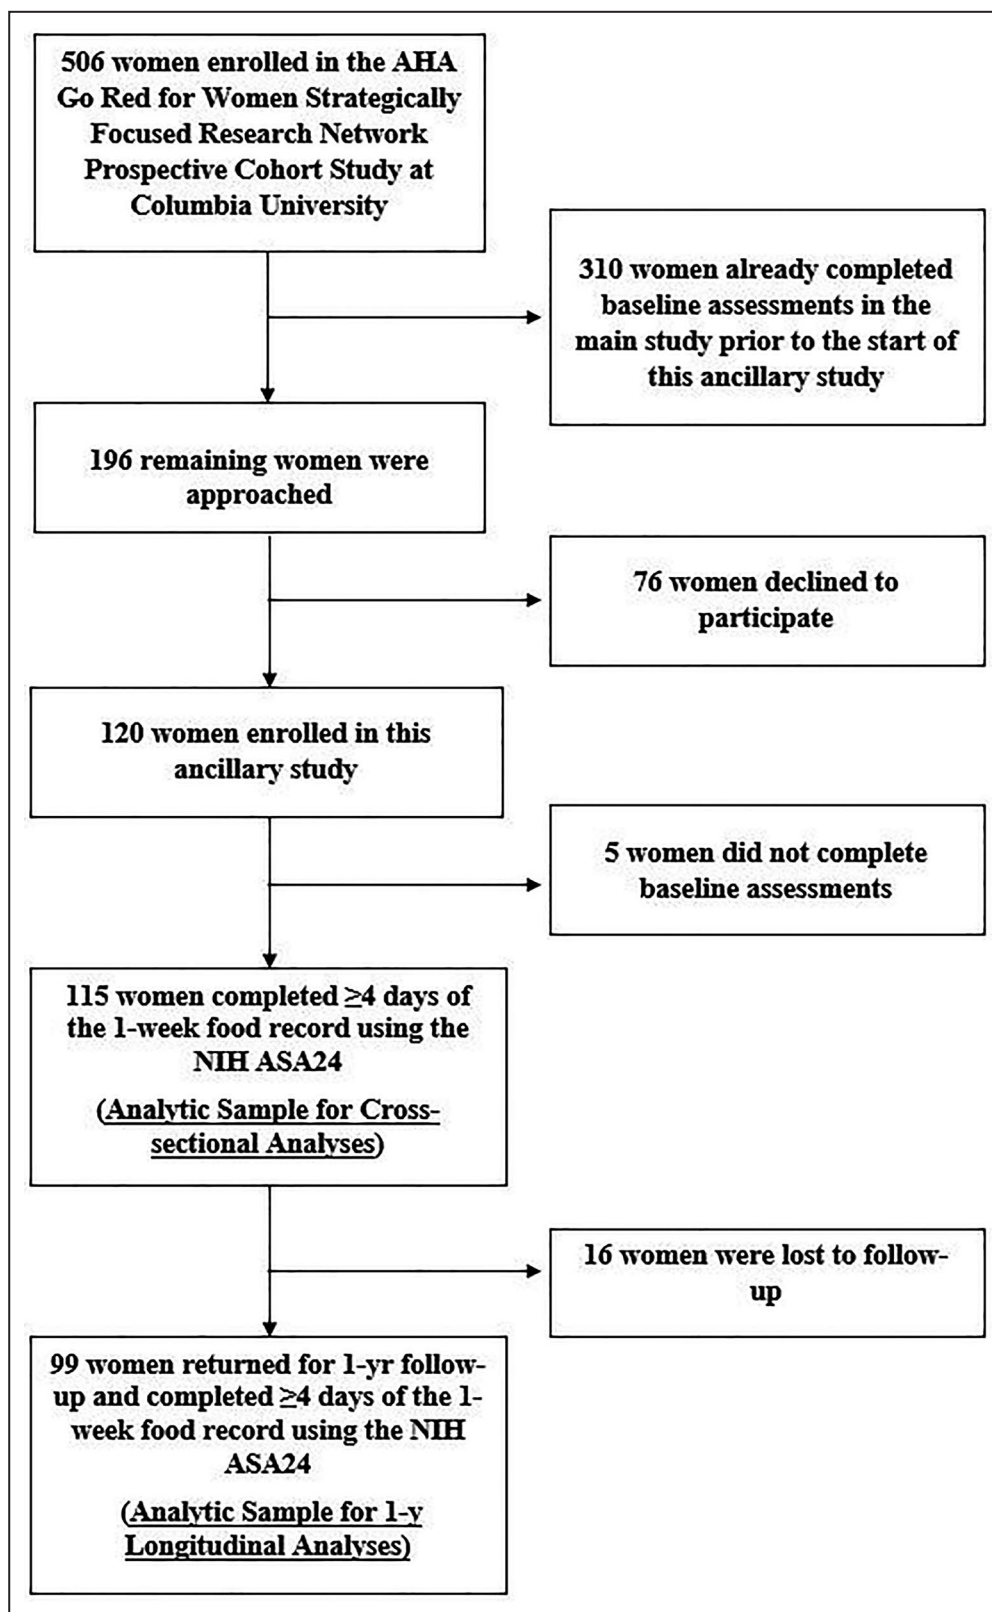 506 women enrolled in the AHA
Go Red for Women Strategically
Focused Research Network
Prospective Cohort Study at
Columbia University
310 women already completed
baseline assessments in the
main study prior to the start of
this ancillary study
196 remaining women were
approached
76 women declined to
participate
120 women enrolled in this
ancillary study
5 women did not complete
baseline assessments
115 women completed ≥4 days of
the 1-week food record using the
NIH ASA24
(Analytic Sample for Cross-
sectional Analyses)
16 women were lost to follow-
up
99 women returned for 1-yr follow-
up and completed ≥4 days of the 1-
week food record using the NIH
ASA24
(Analytic Sample for 1-y
Longitudinal Analyses)